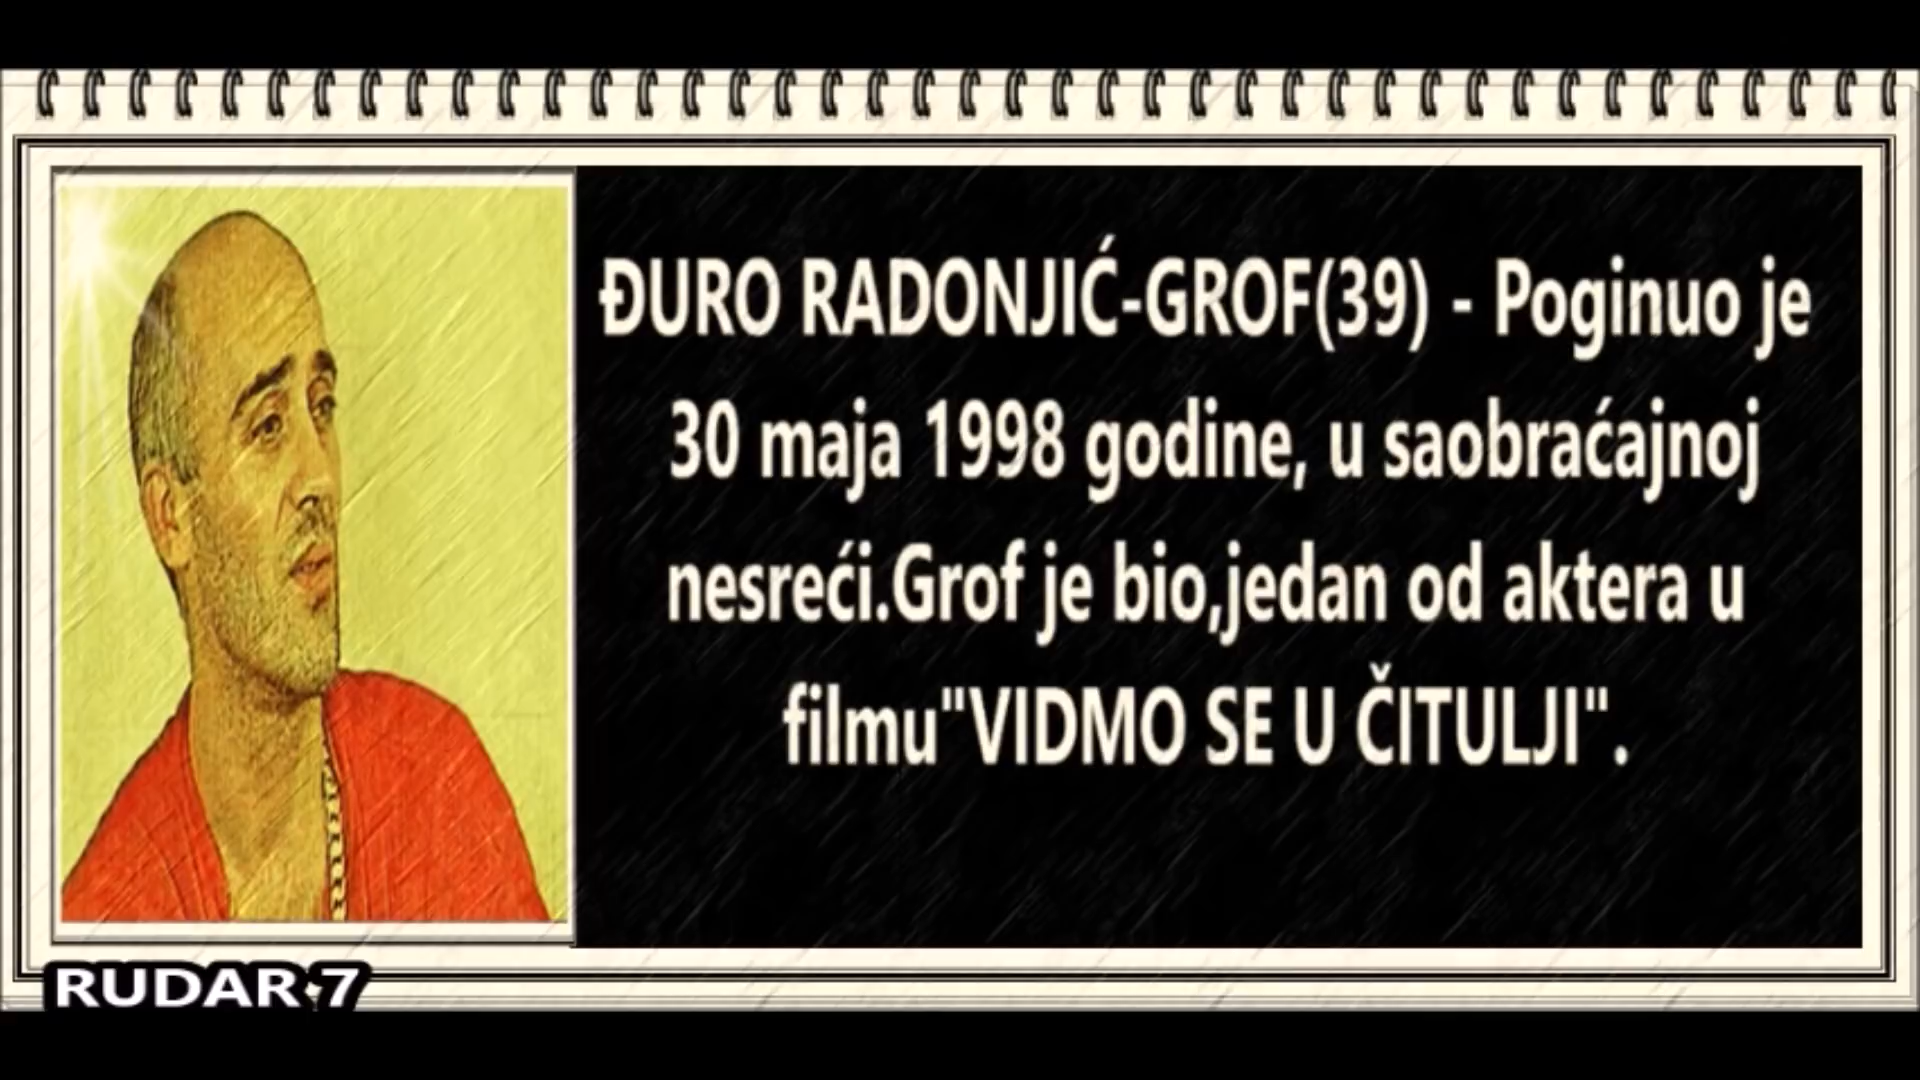 ĐURO RADONJIĆ-GROF(39) - Poginuo je
30 maja 1998 godine, u saobraćajnoj
nesreći.Grof je bio,jedan od aktera u
filmu"VIDMO SE U ČITULJI".
RUDAR 7